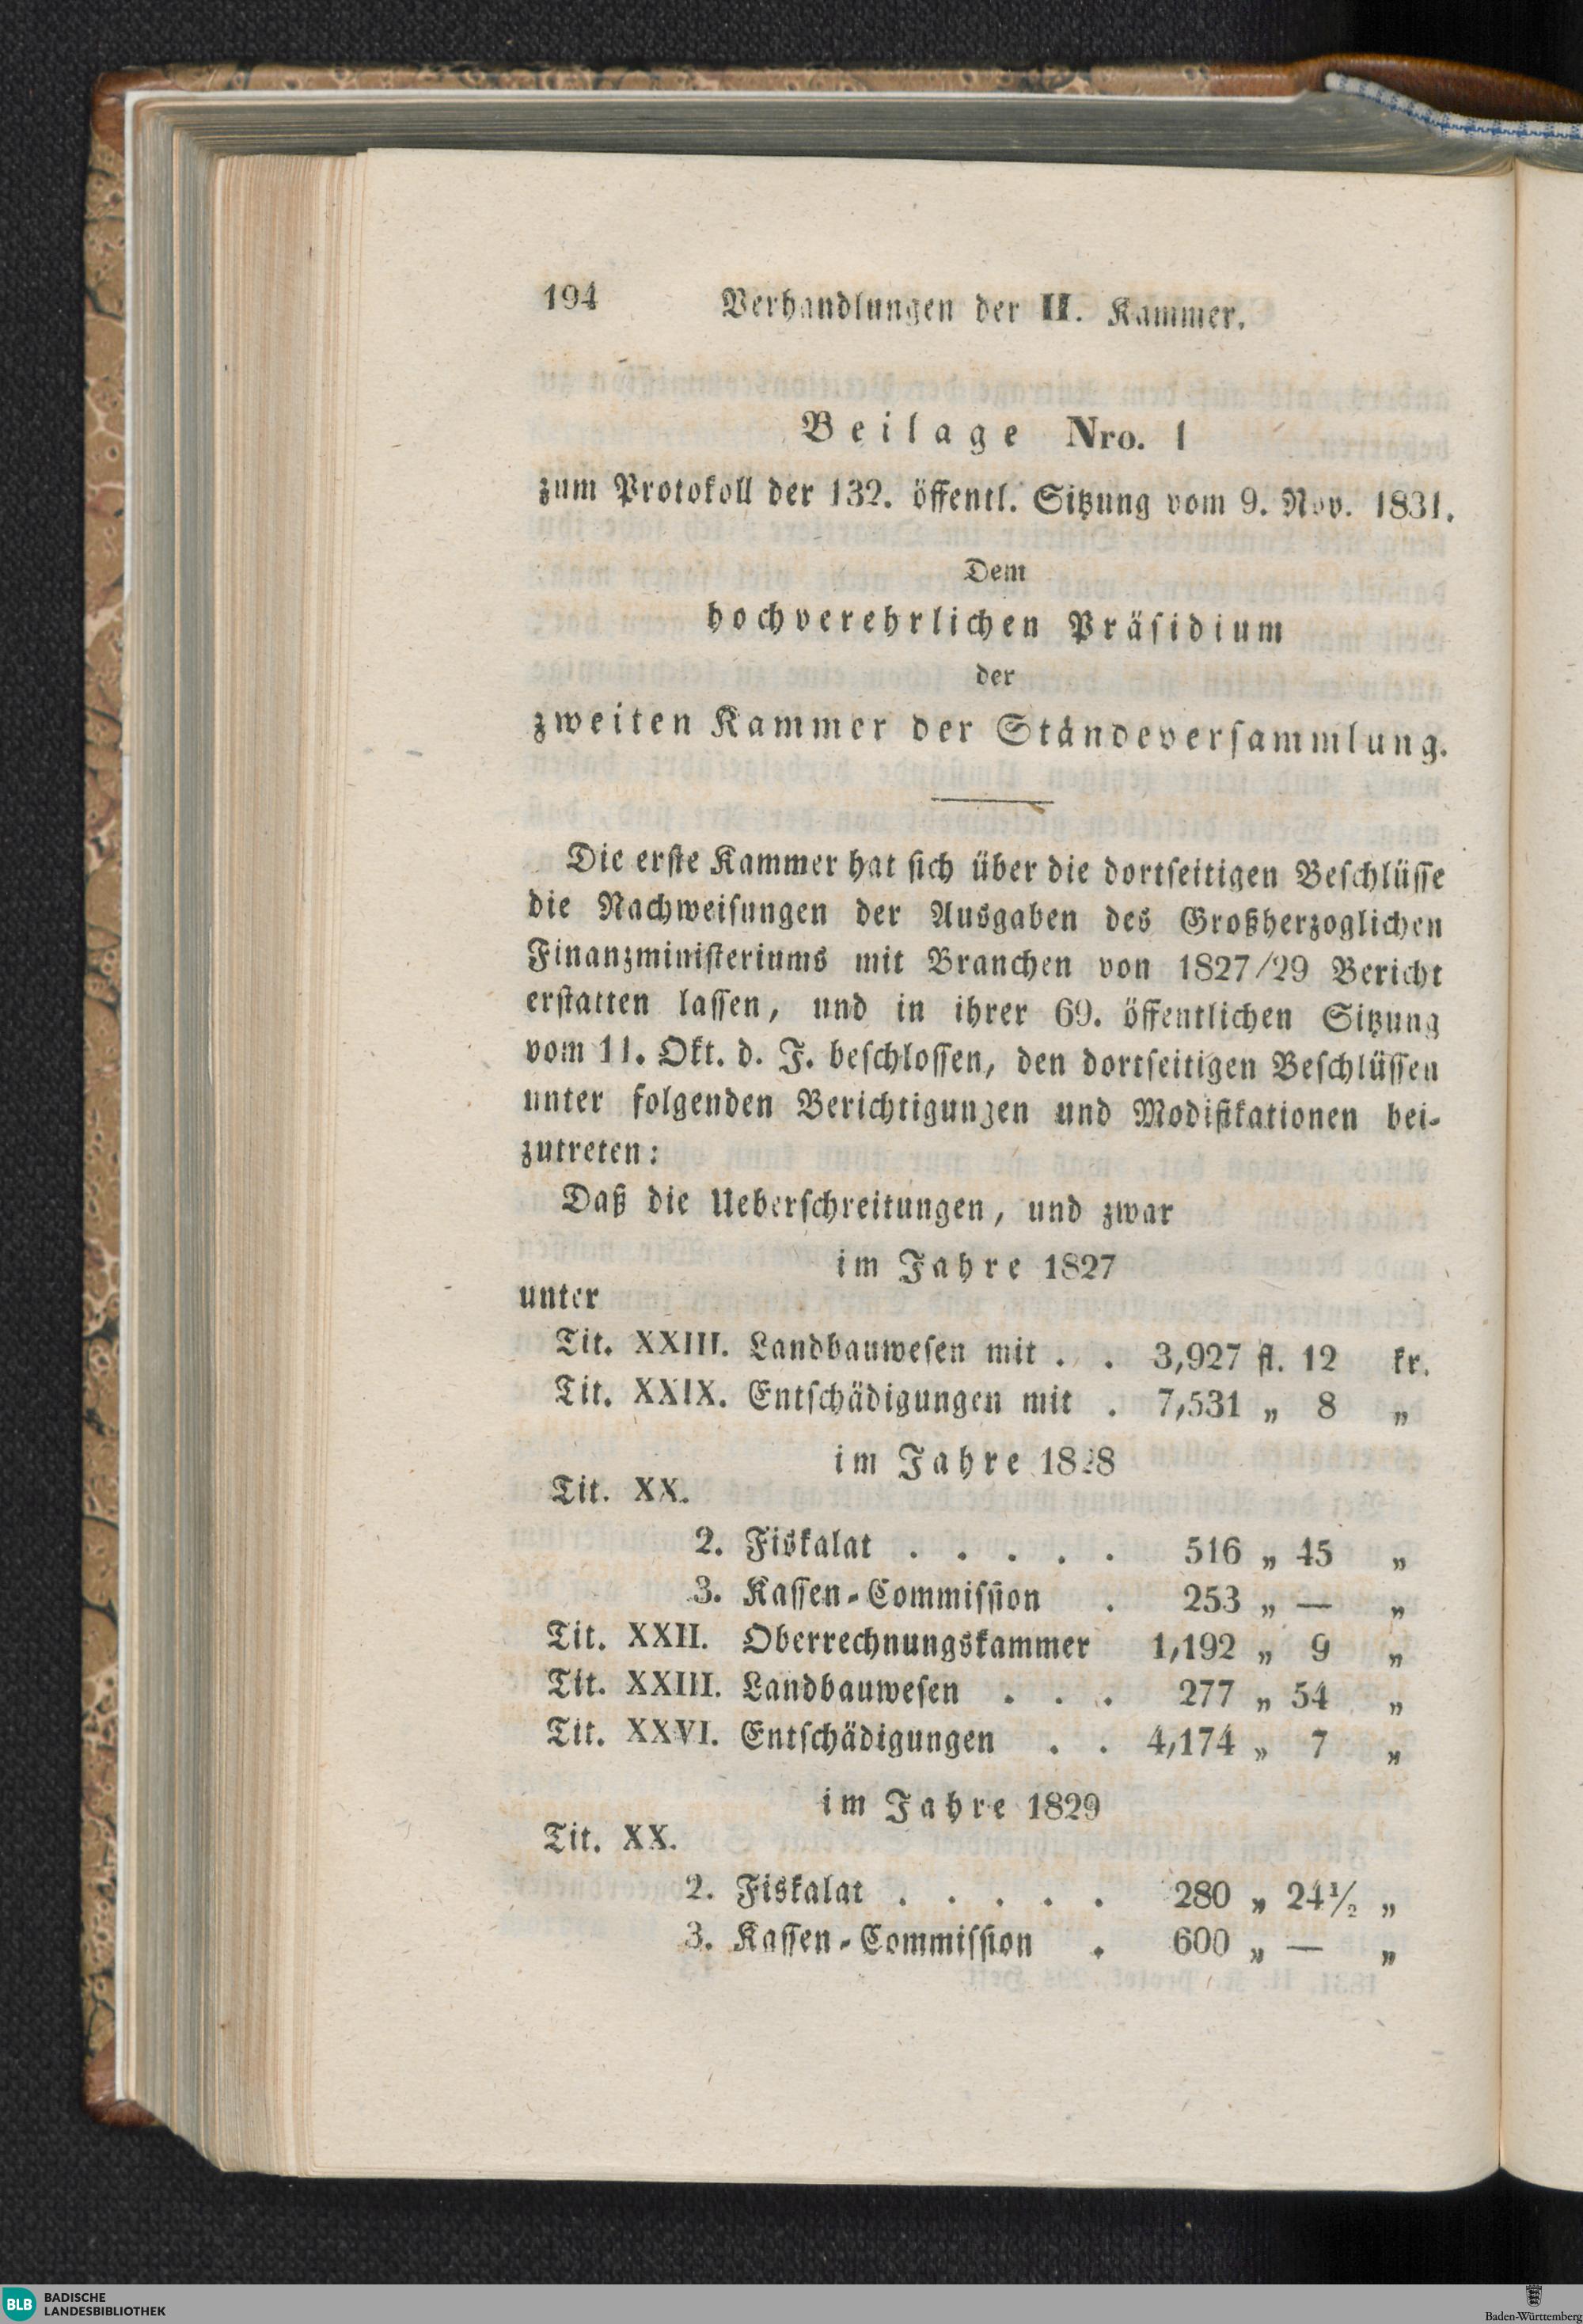 194 Verhandlungen der II. Kammer.
Beilage Nro. 1
zum Protokoll der 132. öffentl. Sitzung vom 9. Nov. 1831.
Dem
hochverehrlichen Präsidium
der
zweiten Kammer der Ständeversammlung.
Die erste Kammer hat sich über die dortseitigen Beschlüsse
die Nachweisungen der Ausgaben des Großherzoglichen
Finanzministeriums mit Branchen von 1827/29 Bericht
erstatten lassen, und in ihrer 69. öffentlichen Sitzung
vom 11. Okt. d. J. beschlossen, den dortseitigen Beschlüssen
unter folgenden Berichtigungen und Modifikationen bei-
zutreten:
Daß die Ueberschreitungen, und zwar
im Jahre 1827
unter
Tit. XXIII. Landbauwesen mit . . 3,927 fl. 12 kr.
Tit. XXIX. Entschädigungen mit . 7,531 „ 8 „
im Jahre 1828
Tit. XX.
2. Fiskalat . . . . . 516 „ 45 „
3. Kassen-Commission . 253 „ — „
Tit. XXII. Oberrechnungskammer 1,192 „ 9 „
Tit. XXIII. Landbauwesen . . . 277 „ 54 „
Tit. XXVI. Entschädigungen . . 4,174 „ 7 „
im Jahre 1829
Tit. XX.
2. Fiskalat . . . . . 280 „ 24½ „
3. Kassen-Commission . 600 „ — „
BLB BADISCHE
LANDESBIBLIOTHEK
Baden-Württemberg